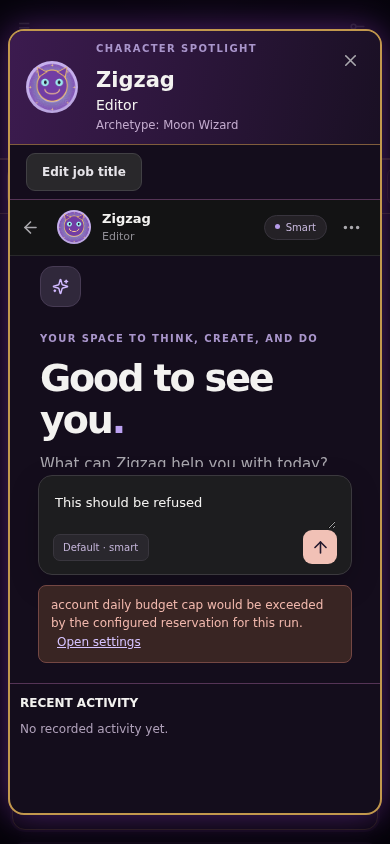 CHARACTER SPOTLIGHT
Zigzag
Editor
Archetype: Moon Wizard
Edit job title
Zigzag
Editor
Smart
YOUR SPACE TO THINK, CREATE, AND DO
Good to see
you.
What can Zigzag help you with today?
This should be refused
Default · smart
account daily budget cap would be exceeded
by the configured reservation for this run.
Open settings
RECENT ACTIVITY
No recorded activity yet.